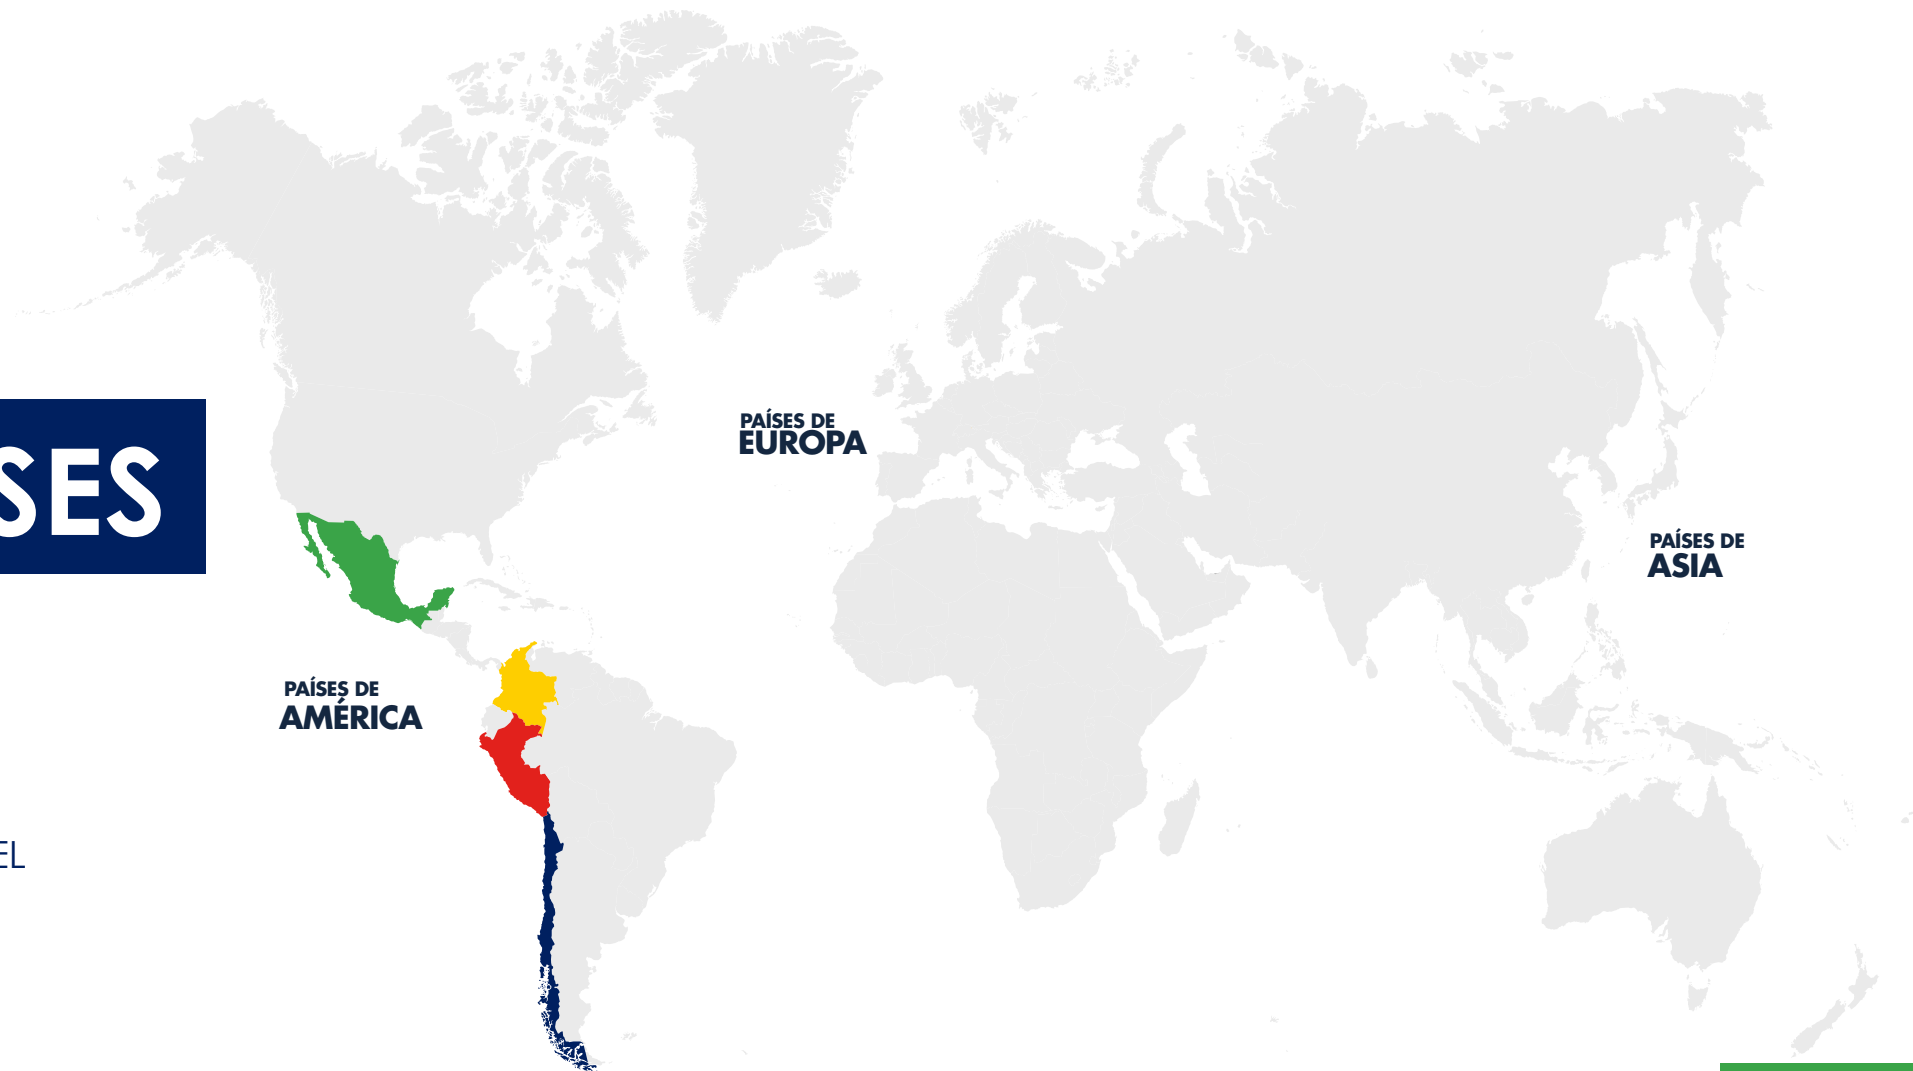 SES
PAÍSES DE
EUROPA
PAÍSES DE
ASIA
PAÍSES DE
AMÉRICA
EL